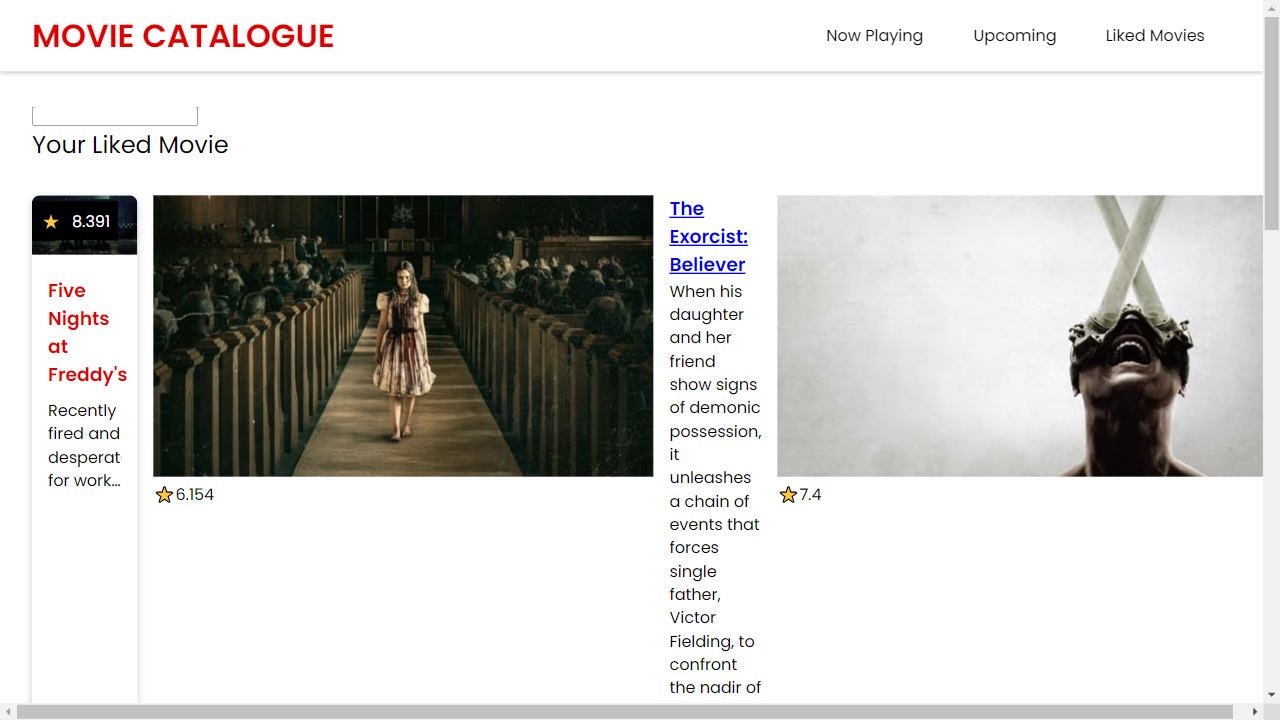 MOVIE CATALOGUE
Now Playing
Upcoming
Liked Movies
Your Liked Movie
8.391
Five
Nights
at
Freddy's
Recently
fired and
desperat
for work...
6.154
The
Exorcist:
Believer
When his
daughter
and her
friend
show signs
of demonic
possession,
it
unleashes
a chain of
events that
forces
single
father,
Victor
Fielding, to
confront
the nadir of
7.4